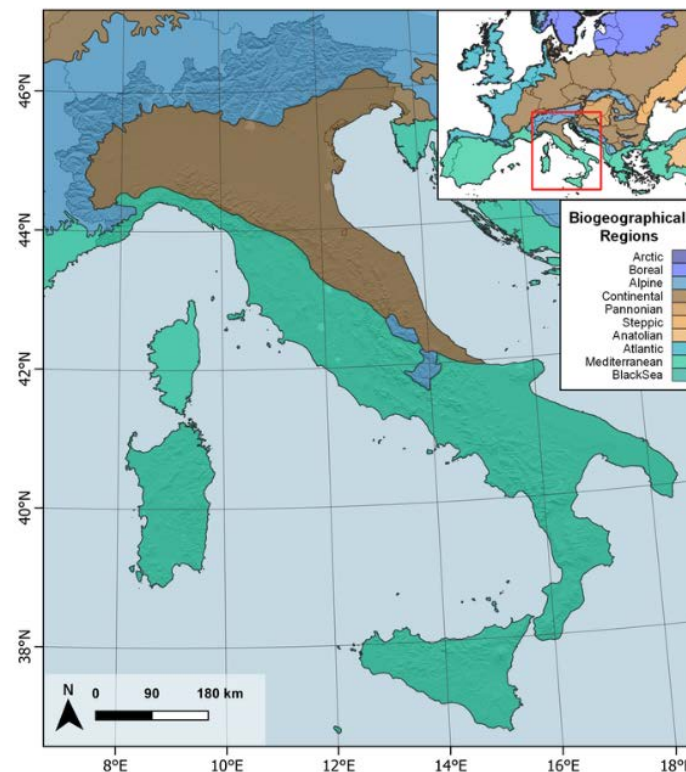 46°N
44°N
42°N
40°N
38°N
Biogeographical
Regions
Arctic
Boreal
Alpine
Continental
Pannonian
Steppic
Anatolian
Atlantic
Mediterranean
BlackSea
N
0 90 180 km
8°E 10°E 12°E 14°E 16°E